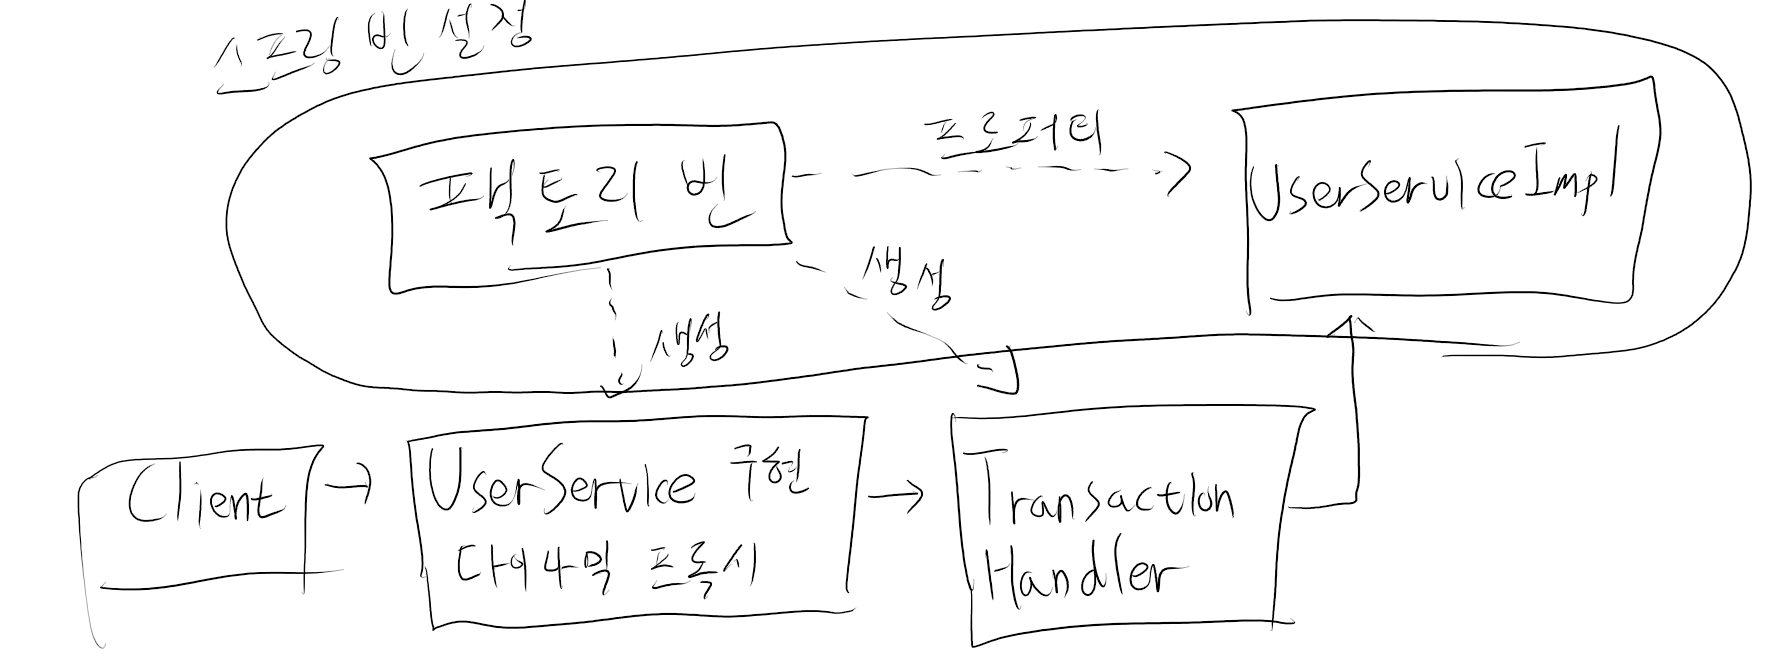 스프링 빈 설정
프로퍼티
팩토리 빈
UserServiceImpl
생성
생성
Client
UserService 구현
다이나믹 프록시
Transaction
Handler